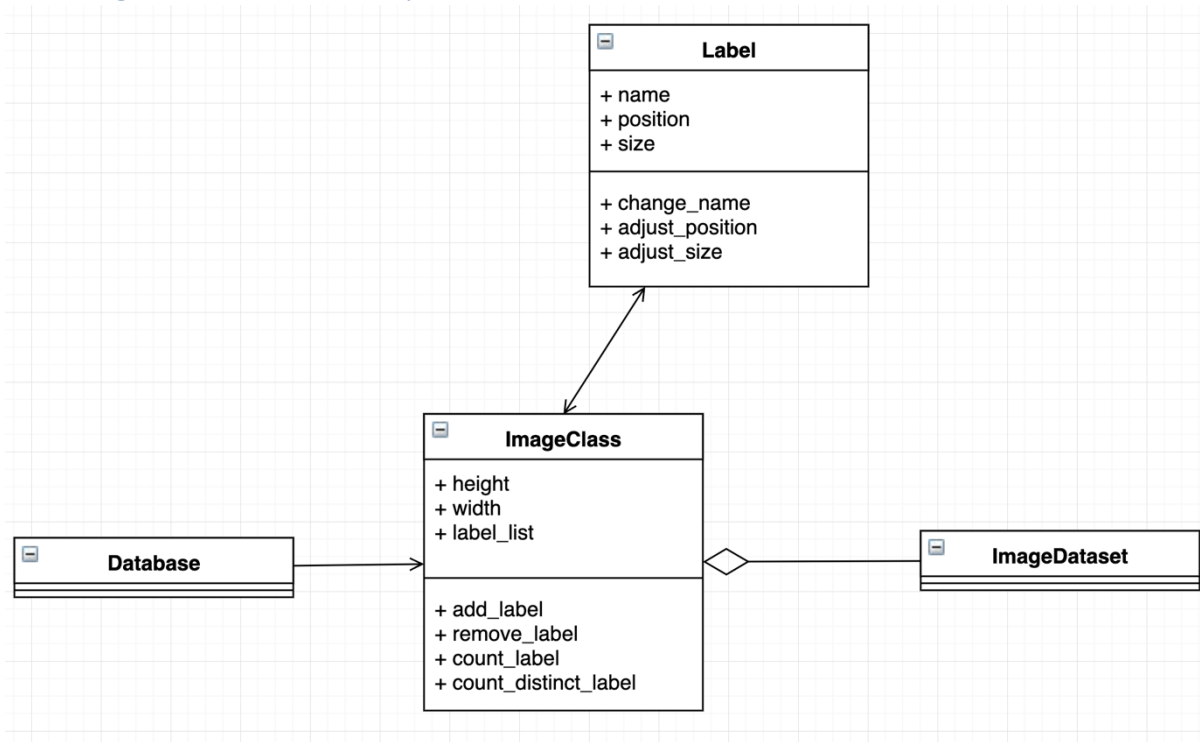 Label
+ name
+ position
+ size
+ change_name
+ adjust_position
+ adjust_size
ImageClass
+ height
+ width
+ label_list
+ add_label
+ remove_label
+ count_label
+ count_distinct_label
Database
ImageDataset